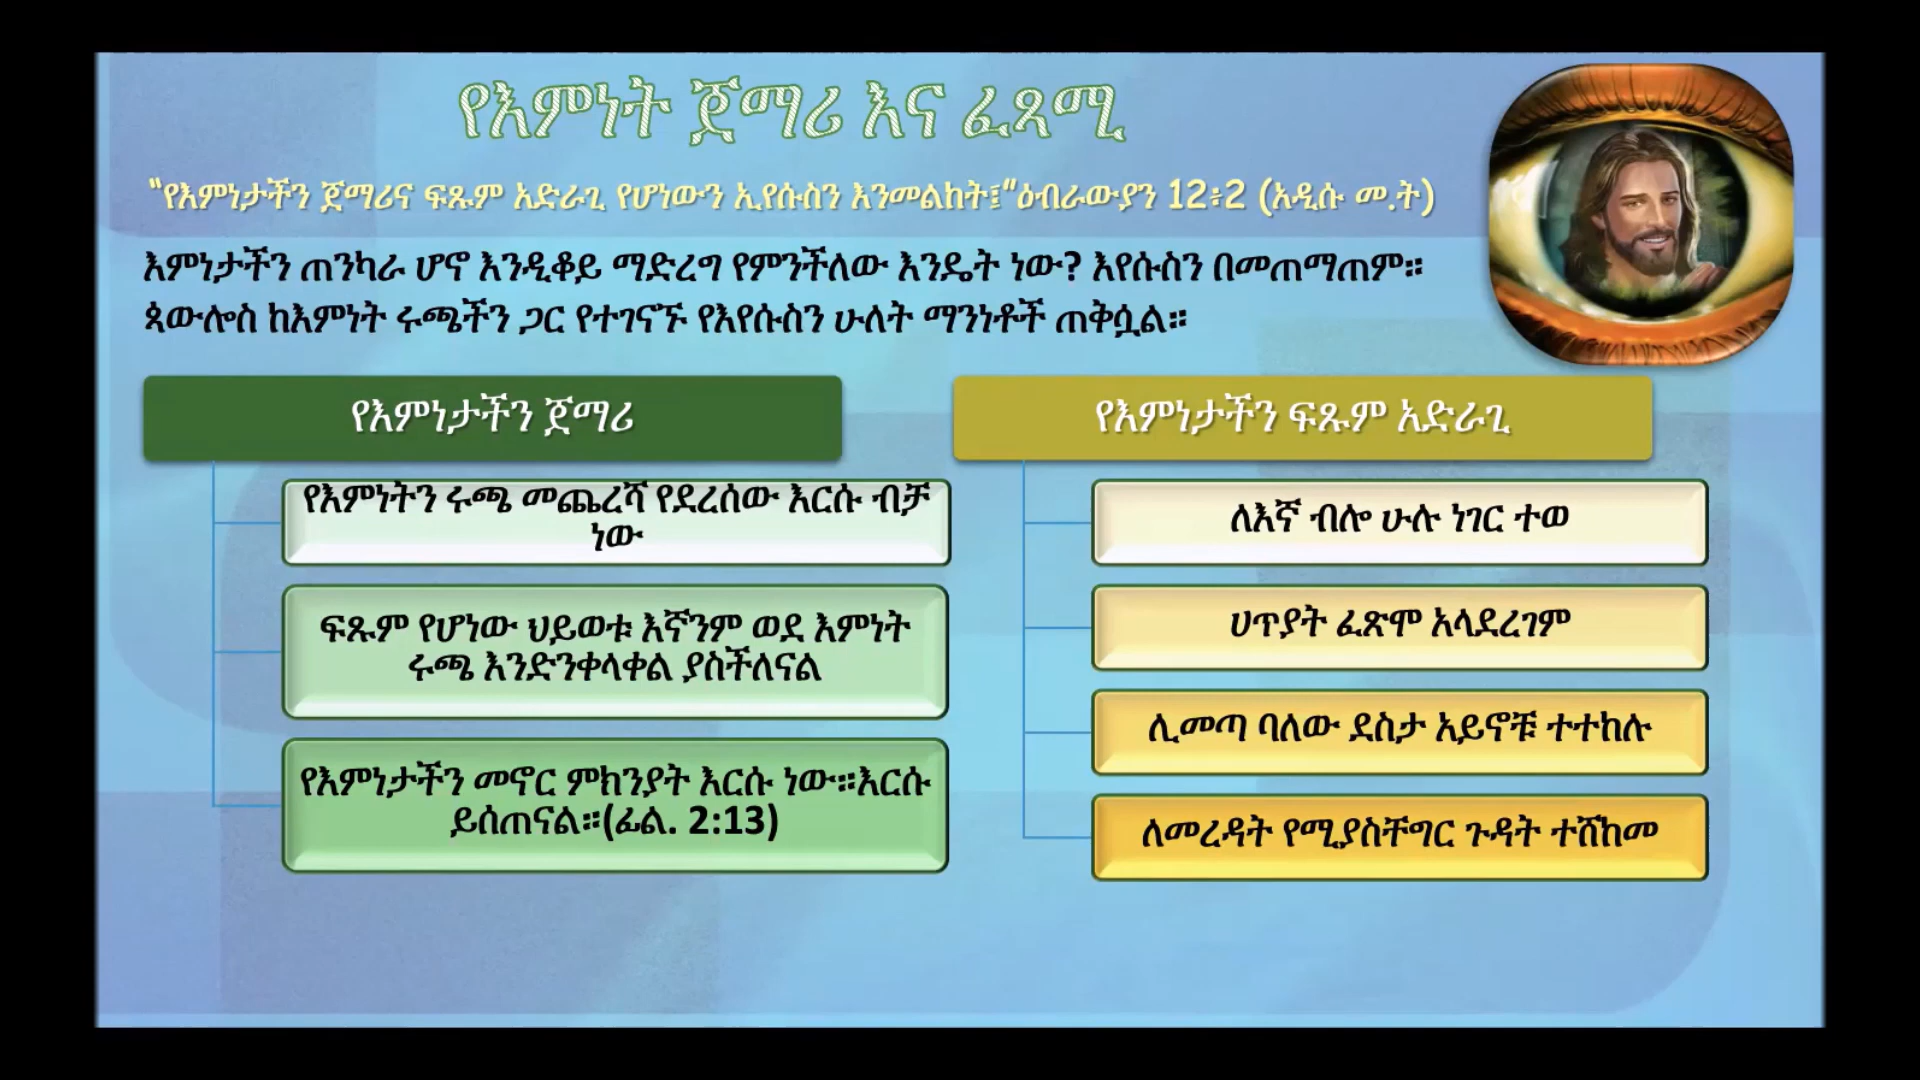 የእምነት ጀማሪ እና ፈጻሚ
“የእምነታችን ጀማሪና ፍጹም አድራጊ የሆነውን ኢየሱስን እንመልከት፤”ዕብራውያን 12፥2 (አዲሱ መ.ት)
እምነታችን ጠንካራ ሆኖ እንዲቆይ ማድረግ የምንችለው እንዴት ነው? እየሱስን በመጠማጠም።
ጳውሎስ ከእምነት ሩጫችን ጋር የተገናኙ የእየሱስን ሁለት ማንነቶች ጠቅሷል።
የእምነታችን ጀማሪ
የእምነትን ሩጫ መጨረሻ የደረሰው እርሱ ብቻ
ነው
ፍጹም የሆነው ህይወቱ እኛንም ወደ እምነት
ሩጫ እንድንቀላቀል ያስችለናል
የእምነታችን መኖር ምክንያት እርሱ ነው።እርሱ
ይሰጠናል።(ፊል. 2:13)
የእምነታችን ፍጹም አድራጊ
ለእኛ ብሎ ሁሉ ነገር ተወ
ሀጥያት ፈጽሞ አላደረገም
ሊመጣ ባለው ደስታ አይኖቹ ተተከሉ
ለመረዳት የሚያስቸግር ጉዳት ተሸከመ